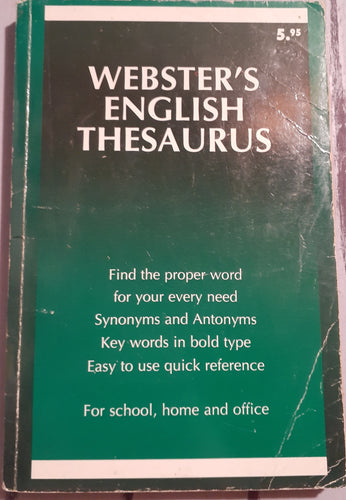 5.95
WEBSTER'S
ENGLISH
THESAURUS
Find the proper word
for your every need
Synonyms and Antonyms
Key words in bold type
Easy to use quick reference
For school, home and office